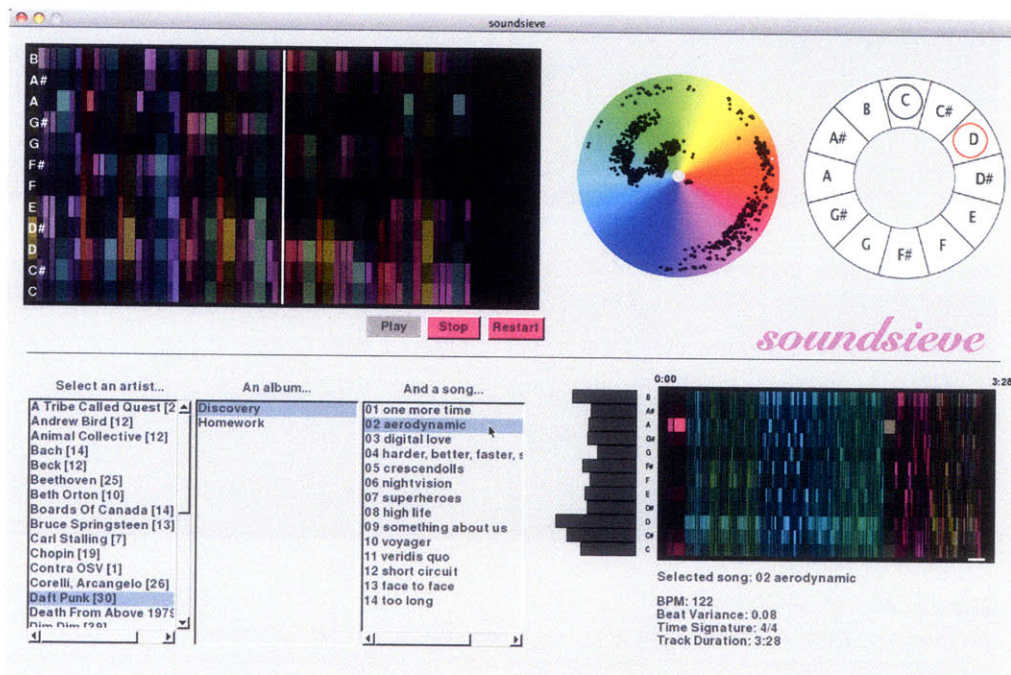 soundsieve
B
A#
A
G#
G
F#
F
E
D#
D
C#
C
C
C#
D
D#
E
F
F#
G
G#
A
A#
B
Play Stop Restart
soundsieve
Select an artist...
A Tribe Called Quest [2
Andrew Bird [12]
Animal Collective [12]
Bach [14]
Beck [12]
Beethoven [25]
Beth Orton [10]
Boards Of Canada [14]
Bruce Springsteen [13]
Carl Stalling [7]
Chopin [19]
Contra OSV [1]
Corelli, Arcangelo [26]
Daft Punk [30]
Death From Above 1979
Dim Dim [39]
An album...
Discovery
Homework
And a song...
01 one more time
02 aerodynamic
03 digital love
04 harder, better, faster, s
05 crescendolls
06 nightvision
07 superheroes
08 high life
09 something about us
10 voyager
11 veridis quo
12 short circuit
13 face to face
14 too long
0:00 3:28
B
A#
A
G#
G
F#
F
E
D#
D
C#
C
Selected song: 02 aerodynamic
BPM: 122
Beat Variance: 0.08
Time Signature: 4/4
Track Duration: 3:28